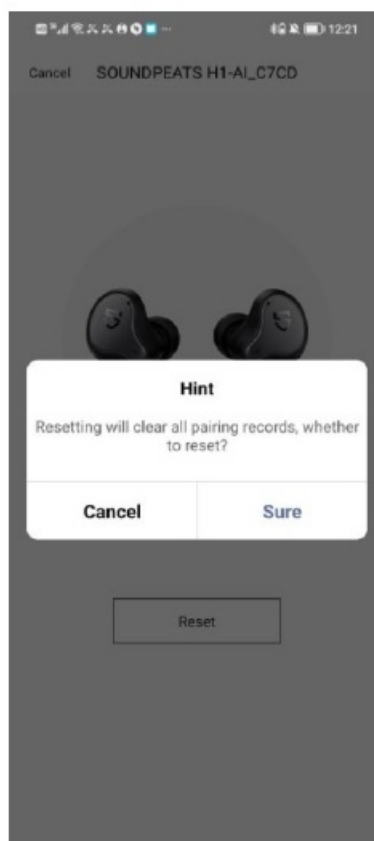 12:21
Cancel SOUNDPEATS H1-AI_C7CD
Hint
Resetting will clear all pairing records, whether
to reset?
Cancel Sure
Reset